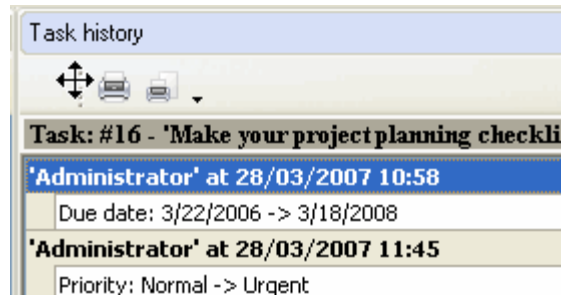 Task history
Task: #16 - 'Make your project planning checkli
'Administrator' at 28/03/2007 10:58
Due date: 3/22/2006 -> 3/18/2008
'Administrator' at 28/03/2007 11:45
Priority: Normal -> Urgent